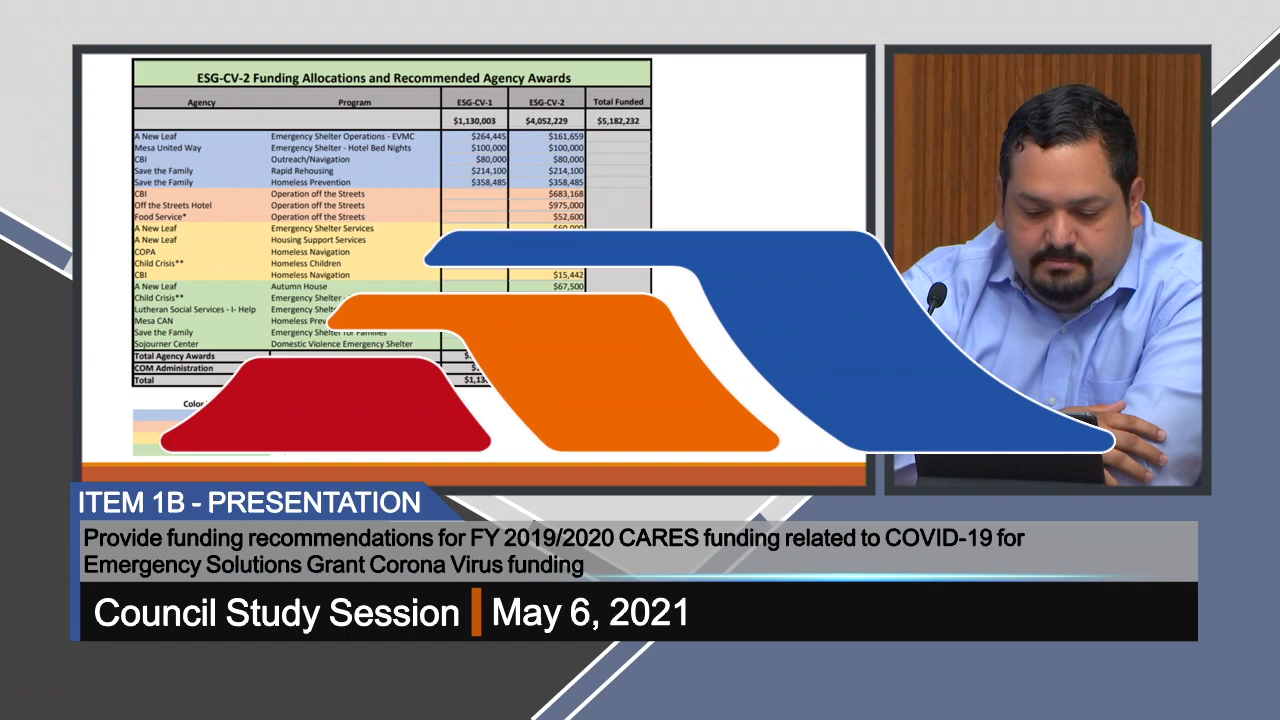 ESG-CV-2 Funding Allocations and Recommended Agency Awards
Agency Program ESG-CV-1 ESG-CV-2 Total Funded
$1,130,003 $4,052,229 $5,182,232
A New Leaf Emergency Shelter Operations - EVMC $264,445 $161,659
Mesa United Way Emergency Shelter - Hotel Bed Nights $100,000 $100,000
CBI Outreach/Navigation $80,000 $80,000
Save the Family Rapid Rehousing $214,100 $214,100
Save the Family Homeless Prevention $358,485 $358,485
CBI Operation off the Streets $683,168
Off the Streets Hotel Operation off the Streets $975,000
Food Service* Operation off the Streets $52,600
A New Leaf Emergency Shelter Services
A New Leaf Housing Support Services
COPA Homeless Navigation
Child Crisis** Homeless Children
CBI Homeless Navigation $15,442
A New Leaf Autumn House $67,500
Child Crisis** Emergency Shelter -
Lutheran Social Services - I- Help Emergency
Mesa CAN Homeless
Save the Family Emergency Shelter for Families
Sojourner Center Domestic Violence Emergency Shelter
Total Agency Awards
COM Administration
Total
ITEM 1B - PRESENTATION
Provide funding recommendations for FY 2019/2020 CARES funding related to COVID-19 for
Emergency Solutions Grant Corona Virus funding
Council Study Session May 6, 2021